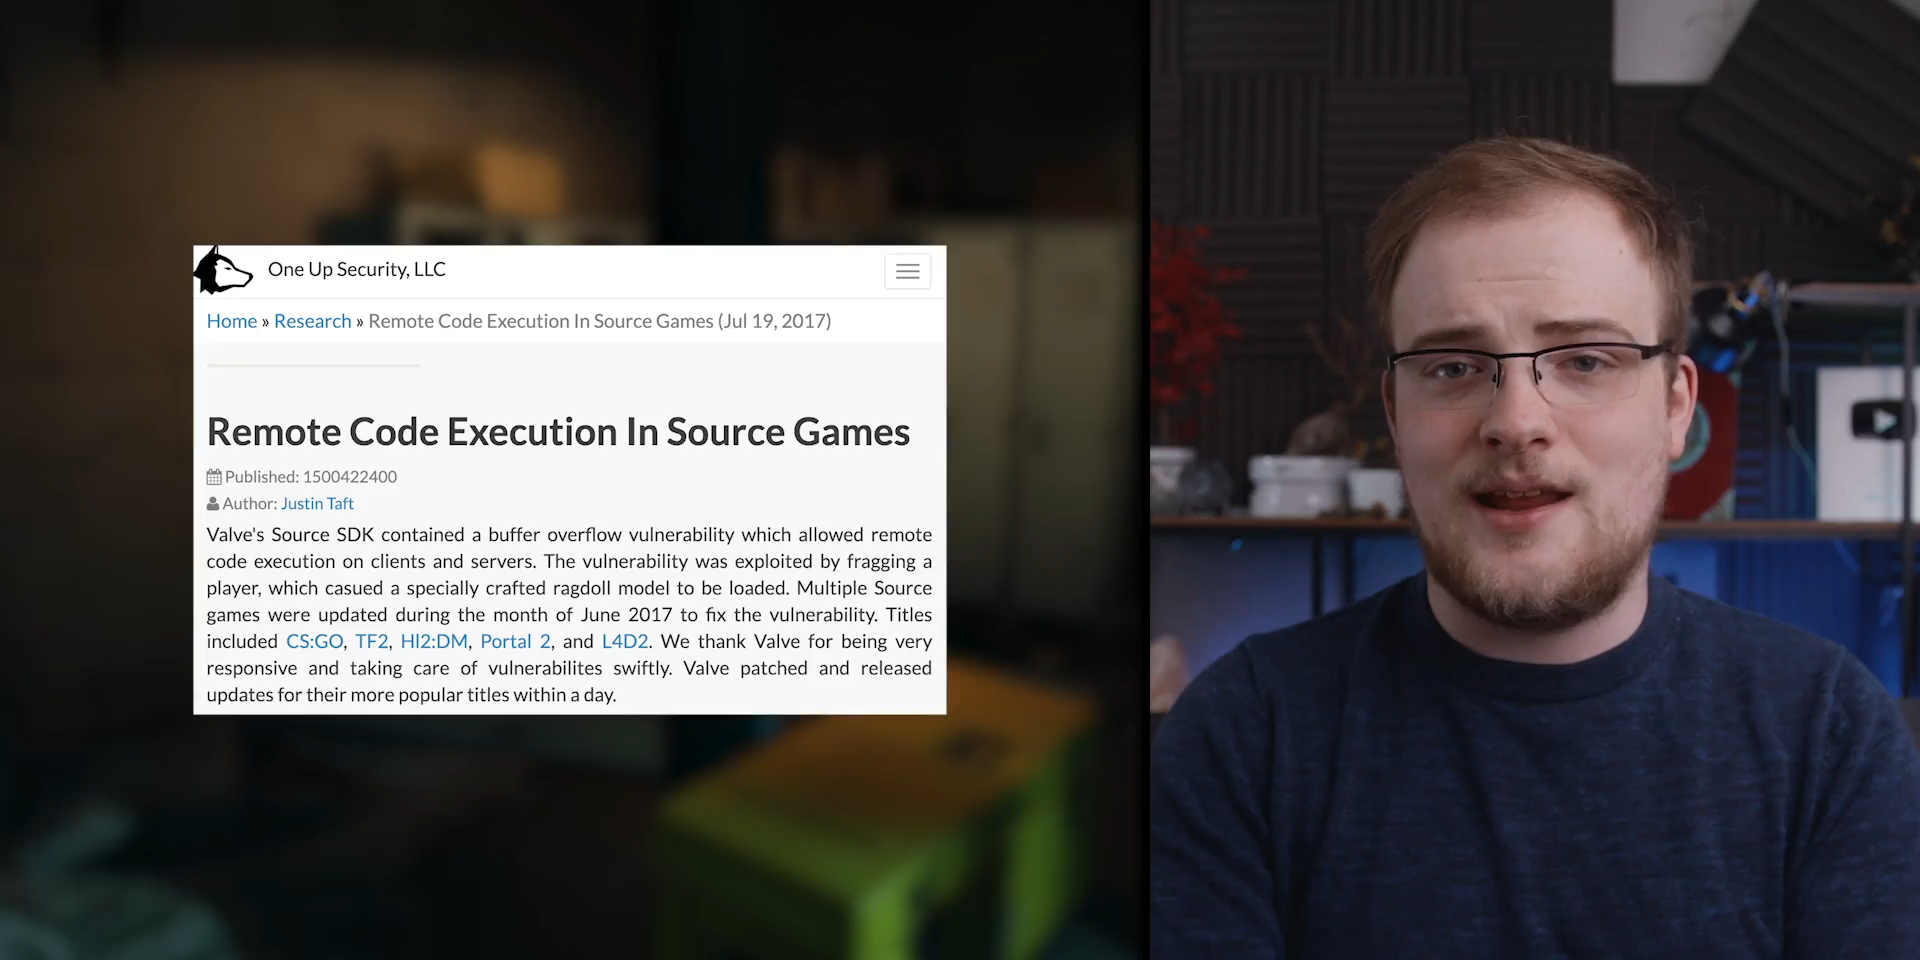 One Up Security, LLC
Home » Research » Remote Code Execution In Source Games (Jul 19, 2017)
Remote Code Execution In Source Games
Published: 1500422400
Author: Justin Taft
Valve's Source SDK contained a buffer overflow vulnerability which allowed remote
code execution on clients and servers. The vulnerability was exploited by fragging a
player, which casued a specially crafted ragdoll model to be loaded. Multiple Source
games were updated during the month of June 2017 to fix the vulnerability. Titles
included CS:GO, TF2, Hl2:DM, Portal 2, and L4D2. We thank Valve for being very
responsive and taking care of vulnerabilites swiftly. Valve patched and released
updates for their more popular titles within a day.